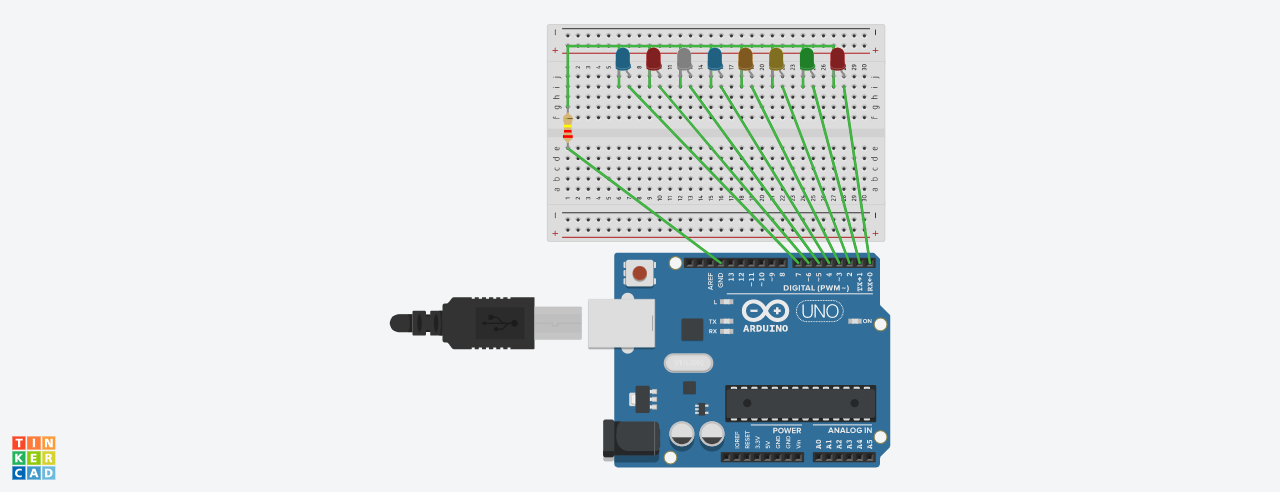 j i h g f
j i h g f
e d c b a
e d c b a
AREF
GND
13
12
~11
~10
~9
8
7
~6
~5
4
~3
2
TX→1
RX←0
DIGITAL (PWM~)
L
TX
RX
ARDUINO
UNO
ON
POWER
ANALOG IN
IOREF
RESET
3.3V
5V
GND
GND
Vin
A0
A1
A2
A3
A4
A5
TIN
KER
CAD